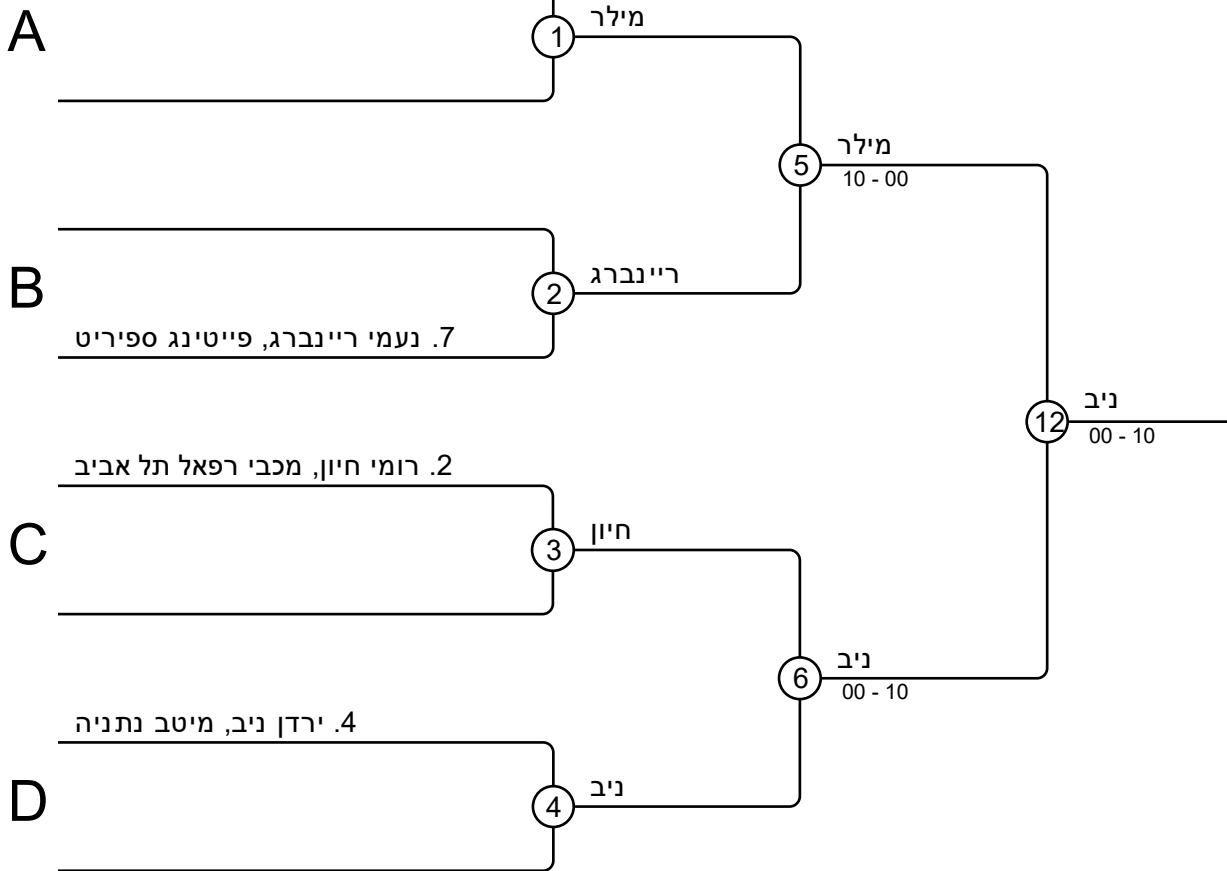 A
1
מילר
5
מילר
10 - 00
B
2
ריינברג
7. נעמי ריינברג, פייטינג ספיריט
12
ניב
00 - 10
2. רומי חיון, מכבי רפאל תל אביב
C
3
חיון
6
ניב
00 - 10
4. ירדן ניב, מיטב נתניה
D
4
ניב